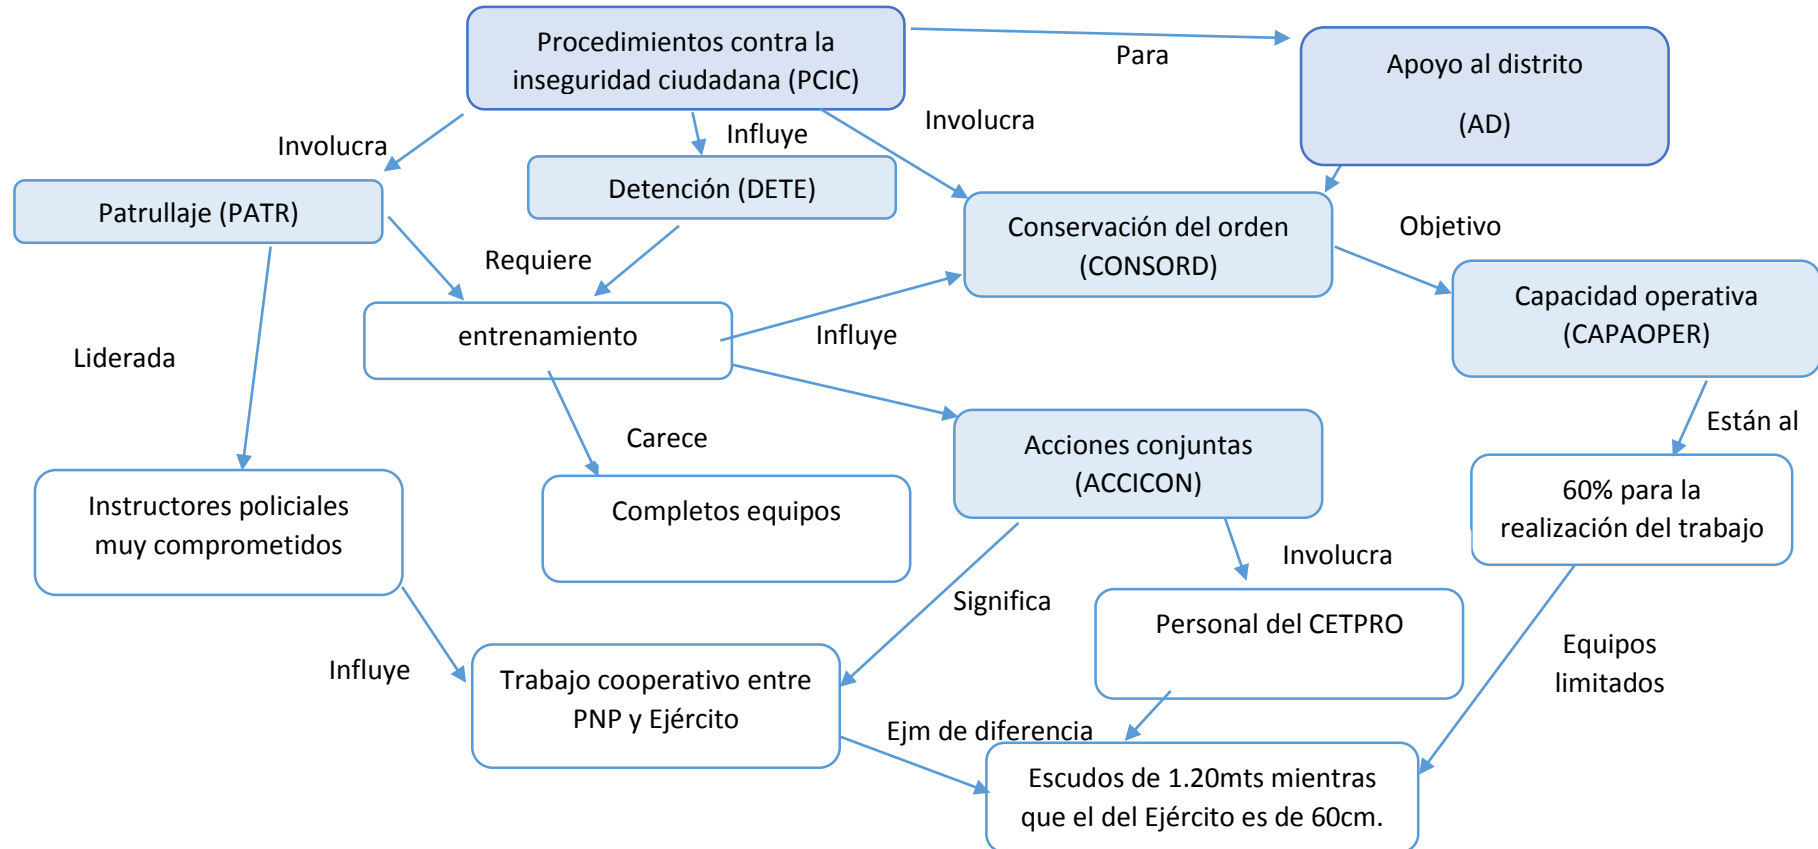 Procedimientos contra la
inseguridad ciudadana (PCIC)
Para
Apoyo al distrito
(AD)
Involucra
Influye
Involucra
Patrullaje (PATR)
Detención (DETE)
Conservación del orden
(CONSORD)
Objetivo
Requiere
Capacidad operativa
(CAPAOPER)
entrenamiento
Influye
Liderada
Están al
Carece
Acciones conjuntas
(ACCICON)
Instructores policiales
muy comprometidos
Completos equipos
60% para la
realización del trabajo
Involucra
Significa
Personal del CETPRO
Equipos
limitados
Influye
Trabajo cooperativo entre
PNP y Ejército
Ejm de diferencia
Escudos de 1.20mts mientras
que el del Ejército es de 60cm.